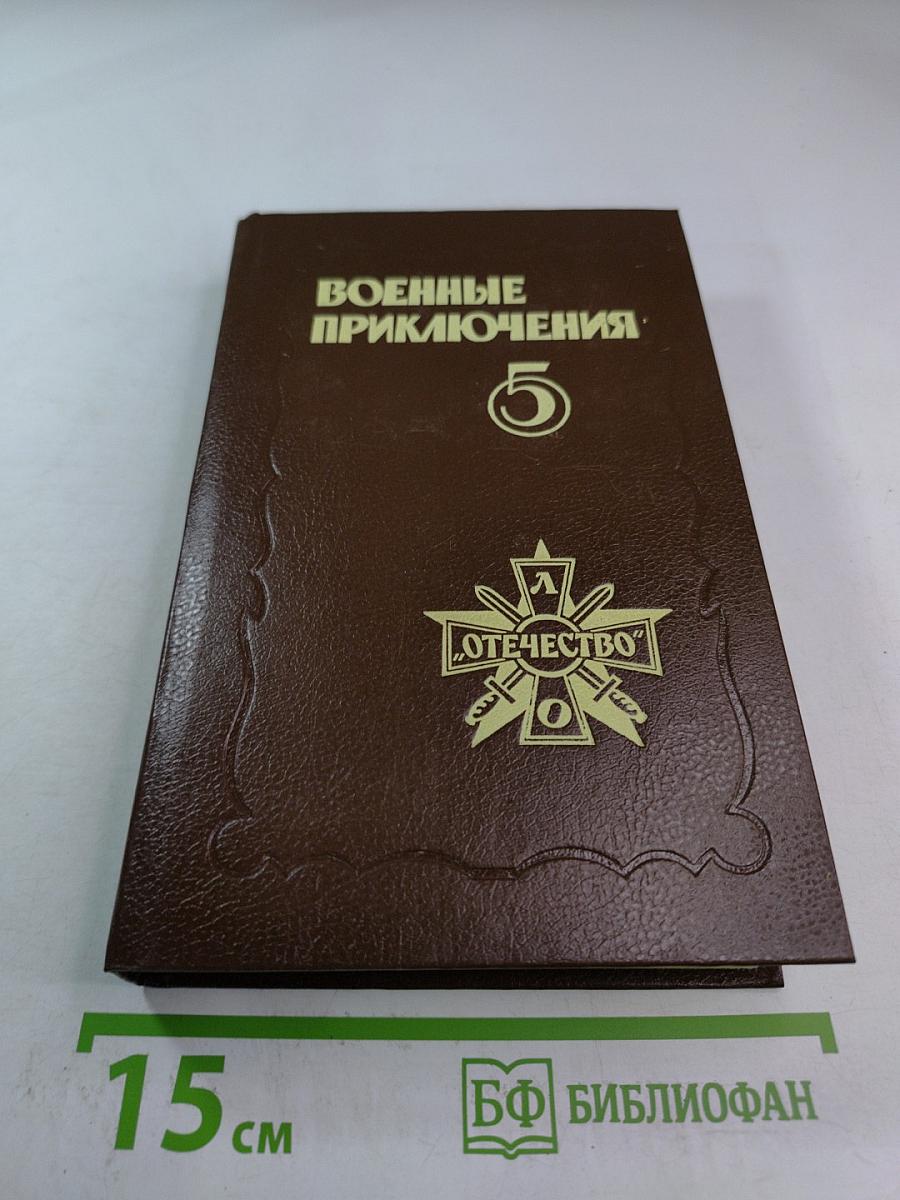 ВОЕННЫЕ
ПРИКЛЮЧЕНИЯ
5
Л
„ОТЕЧЕСТВО"
О
15 см
БФ БИБЛИОФАН